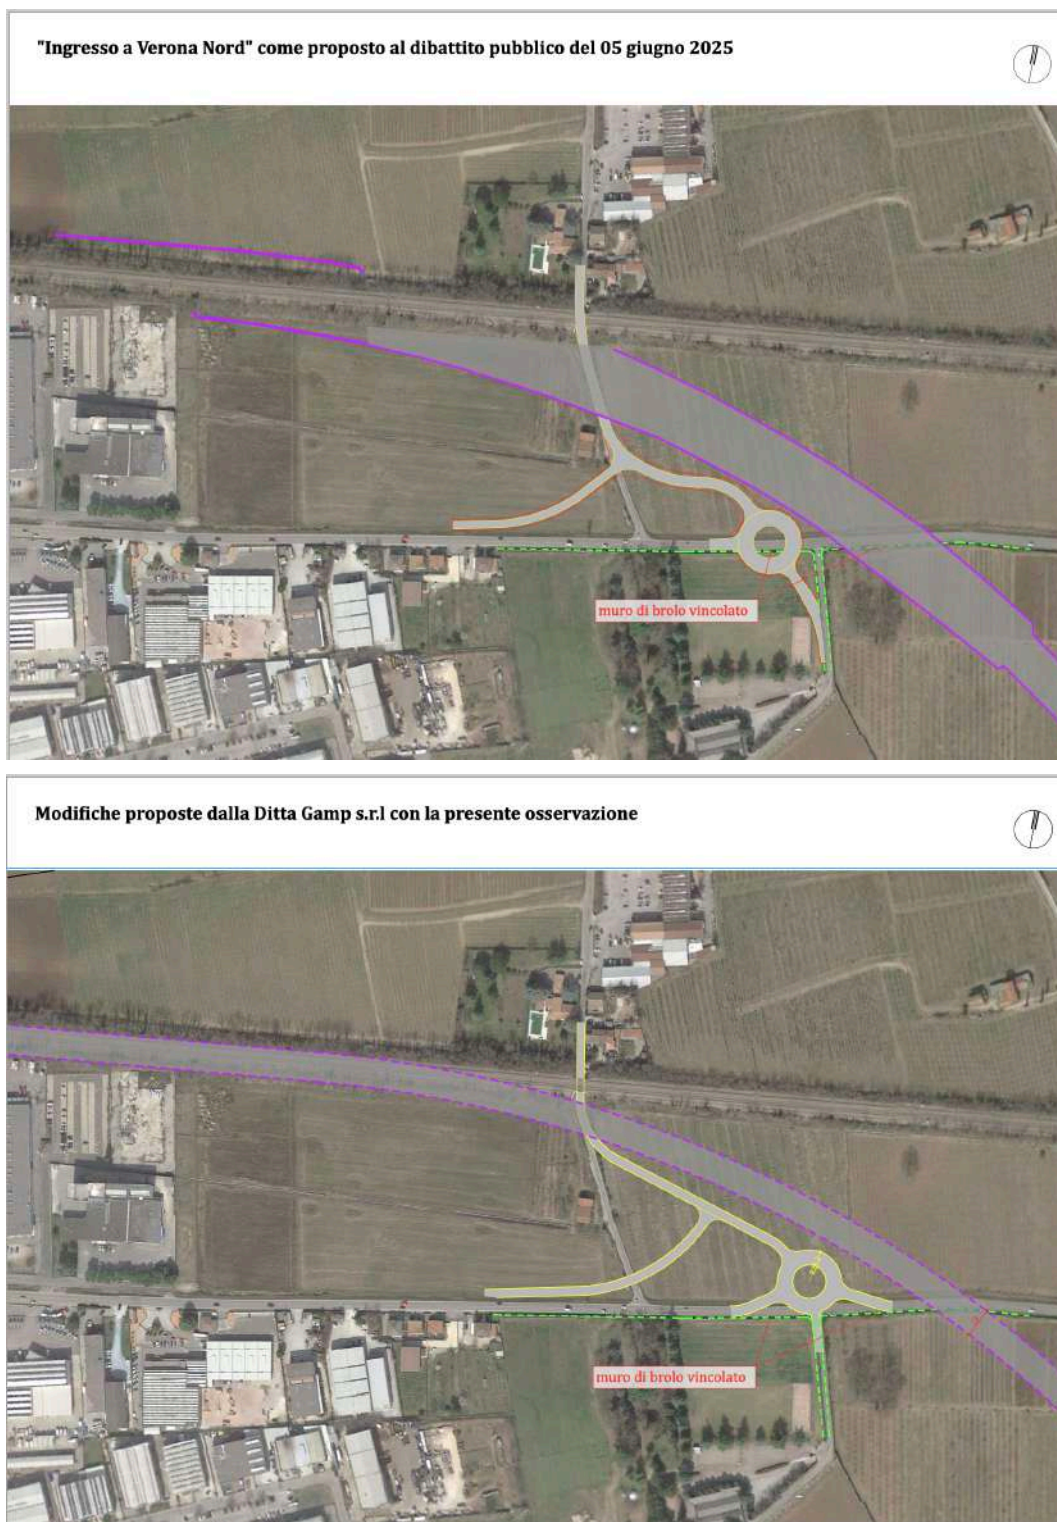 "Ingresso a Verona Nord" come proposto al dibattito pubblico del 05 giugno 2025
muro di brolo vincolato
Modifiche proposte dalla Ditta Gamp s.r.l con la presente osservazione
muro di brolo vincolato